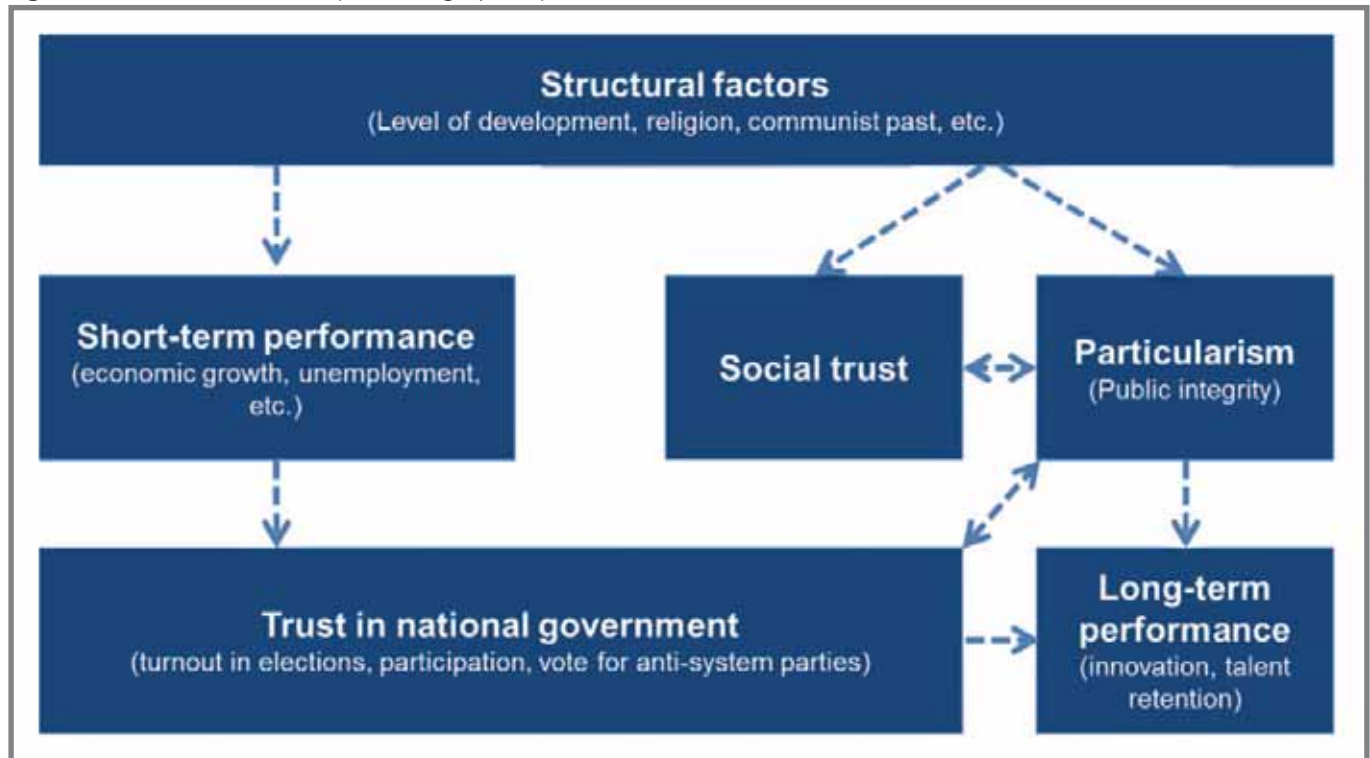 Structural factors
(Level of development, religion, communist past, etc.)
Short-term performance
(economic growth, unemployment,
etc.)
Social trust
Particularism
(Public integrity)
Trust in national government
(turnout in elections, participation, vote for anti-system parties)
Long-term
performance
(innovation, talent
retention)